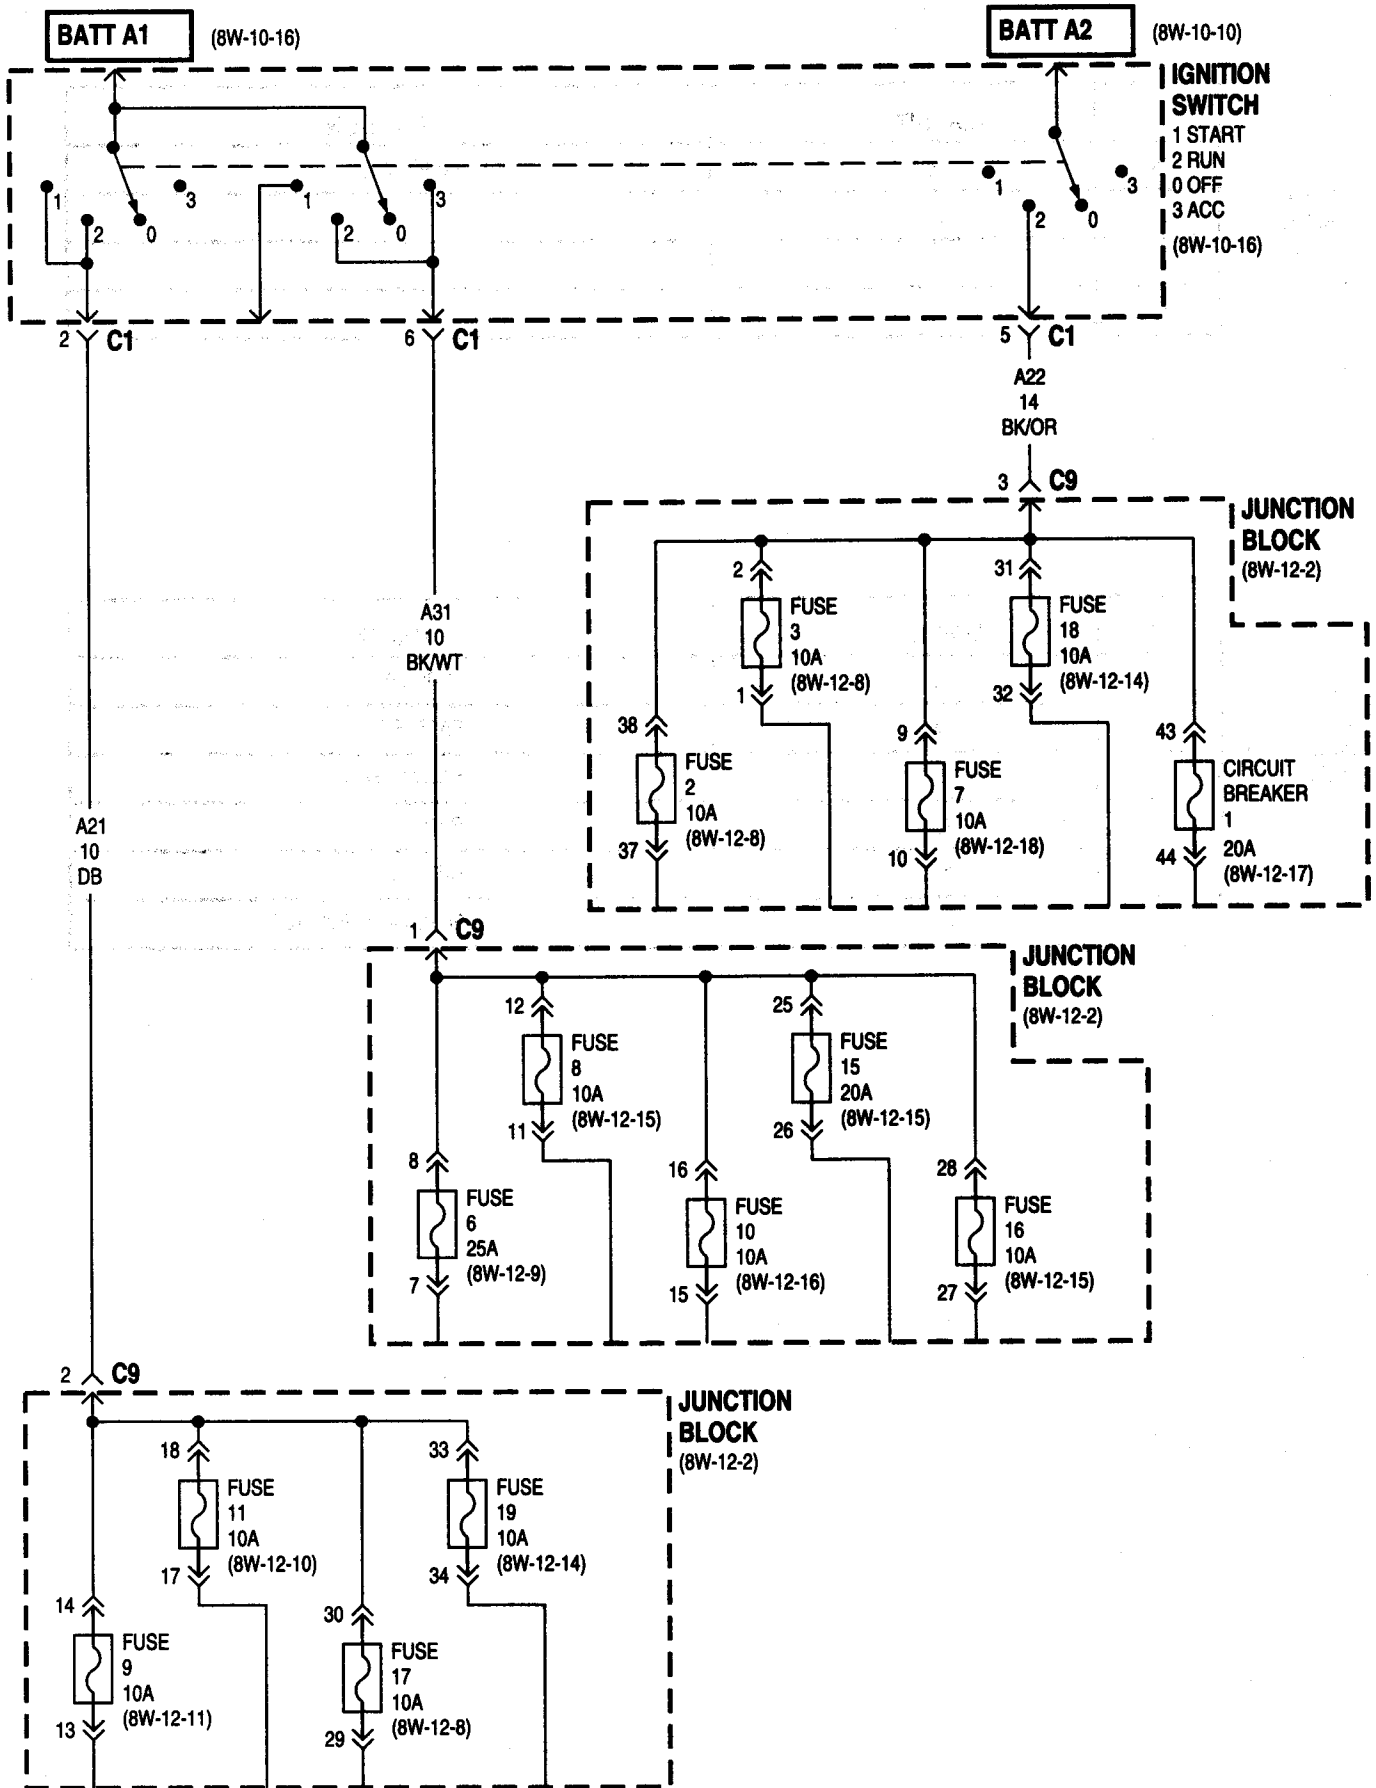 BATT A1
(8W-10-16)
BATT A2
(8W-10-10)
IGNITION
SWITCH
1 START
2 RUN
0 OFF
3 ACC
(8W-10-16)
1
2
0
3
1
2
0
3
1
2
0
3
2 C1
6 C1
5 C1
A22
14
BK/OR
3 C9
JUNCTION
BLOCK
(8W-12-2)
2
FUSE
3
10A
(8W-12-8)
1
31
FUSE
18
10A
(8W-12-14)
32
38
FUSE
2
10A
(8W-12-8)
37
9
FUSE
7
10A
(8W-12-18)
10
43
CIRCUIT
BREAKER
1
20A
(8W-12-17)
44
A31
10
BK/WT
A21
10
DB
1 C9
JUNCTION
BLOCK
(8W-12-2)
12
FUSE
8
10A
(8W-12-15)
11
25
FUSE
15
20A
(8W-12-15)
26
8
FUSE
6
25A
(8W-12-9)
7
16
FUSE
10
10A
(8W-12-16)
15
28
FUSE
16
10A
(8W-12-15)
27
2 C9
JUNCTION
BLOCK
(8W-12-2)
18
FUSE
11
10A
(8W-12-10)
17
33
FUSE
19
10A
(8W-12-14)
34
14
FUSE
9
10A
(8W-12-11)
13
30
FUSE
17
10A
(8W-12-8)
29